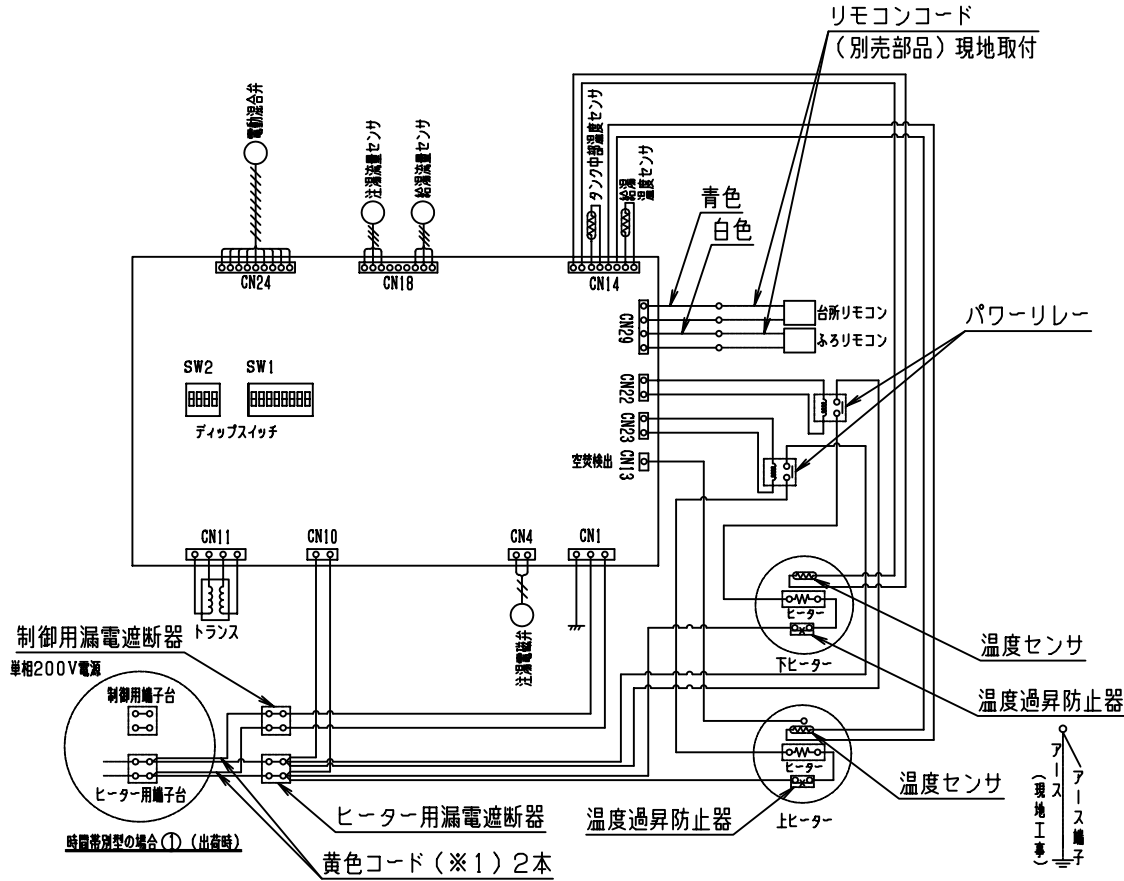 リモコンコード
（別売部品）現地取付
電動混合弁
注湯流量センサ
給湯流量センサ
タンク中部温度センサ
給湯
温度センサ
青色
白色
CN24
CN18
CN14
CN29
台所リモコン
ふろリモコン
パワーリレー
SW2
SW1
ディップスイッチ
CN22
CN23
空焚検出
CN13
CN11
CN10
CN4
CN1
トランス
注湯電磁弁
ヒーター
下ヒーター
温度センサ
温度過昇防止器
制御用漏電遮断器
単相200V電源
制御用端子台
ヒーター用端子台
時間帯別型の場合①（出荷時）
ヒーター用漏電遮断器
黄色コード（※1）2本
ヒーター
上ヒーター
温度センサ
温度過昇防止器
アース
（現地工事）
アース端子